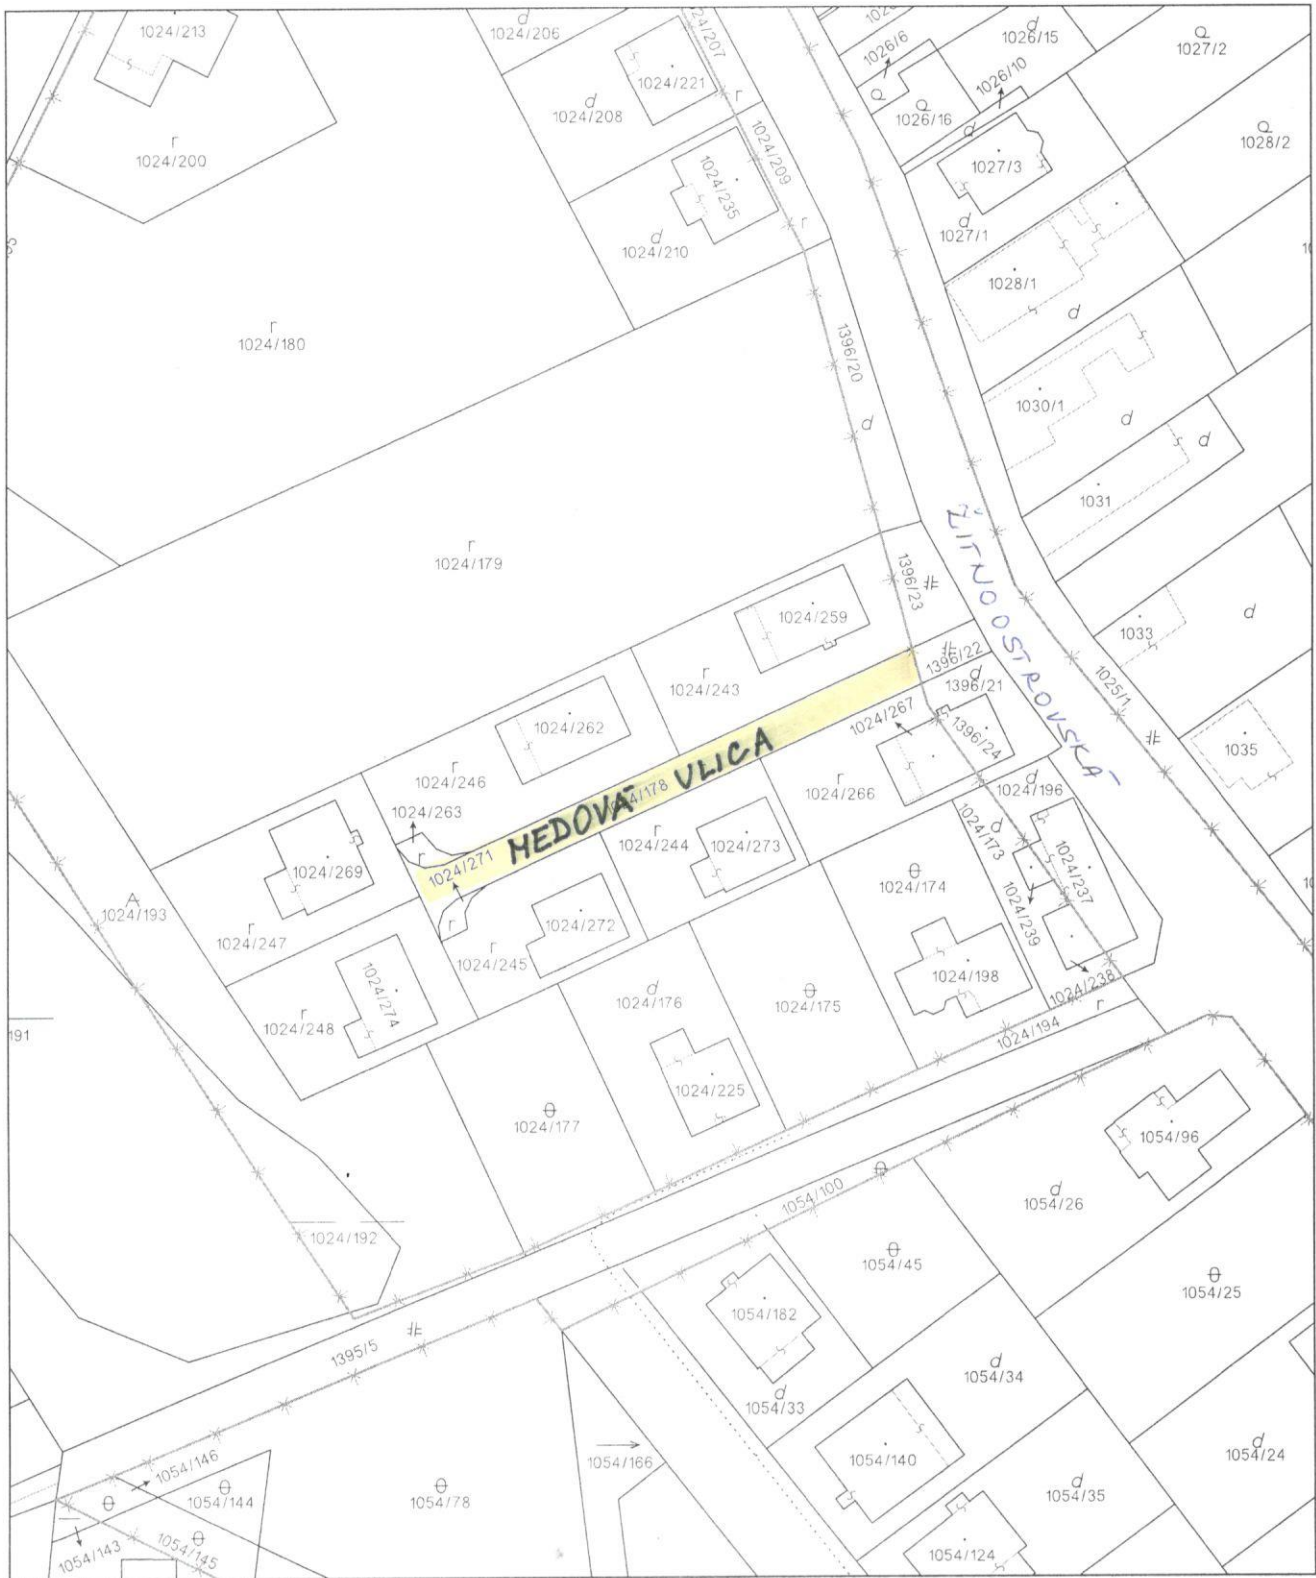 1024/213
d
1024/206
24/207
1026/6
d
1026/15
Q
1027/2
1026/10
1024/221
d
1024/208
r
Q
Q
1026/16
r
1024/200
d
1027/3
Q
1028/2
1024/209
1024/235
r
d
1024/210
d
1027/1
1028/1
d
r
1024/180
1396/20
1030/1
d
d
d
d
1031
r
1024/179
1396/23
#
ŽITNOOSTROVSKÁ
1024/259
1033
d
#
1396/22
r
1024/243
d
1396/21
1025/1
1024/262
1024/267
1396/24
#
1035
r
1024/246
1024/178
MEDOVÁ ULICA
r
1024/266
d
1024/196
1024/263
r
1024/244
1024/273
d
1024/173
1024/269
r
1024/271
1024/237
A
1024/193
θ
1024/174
r
1024/272
1024/239
r
1024/247
r
1024/245
1024/274
1024/198
1024/238
r
1024/248
d
1024/176
θ
1024/175
r
1024/194
191
1024/225
θ
1024/177
1054/96
θ
1054/100
d
1054/26
1024/192
θ
1054/45
θ
1054/25
1054/182
#
1395/5
d
1054/34
d
1054/33
d
1054/24
1054/166
1054/140
1054/146
θ
1054/144
θ
θ
1054/78
d
1054/35
1054/143
θ
1054/145
1054/124